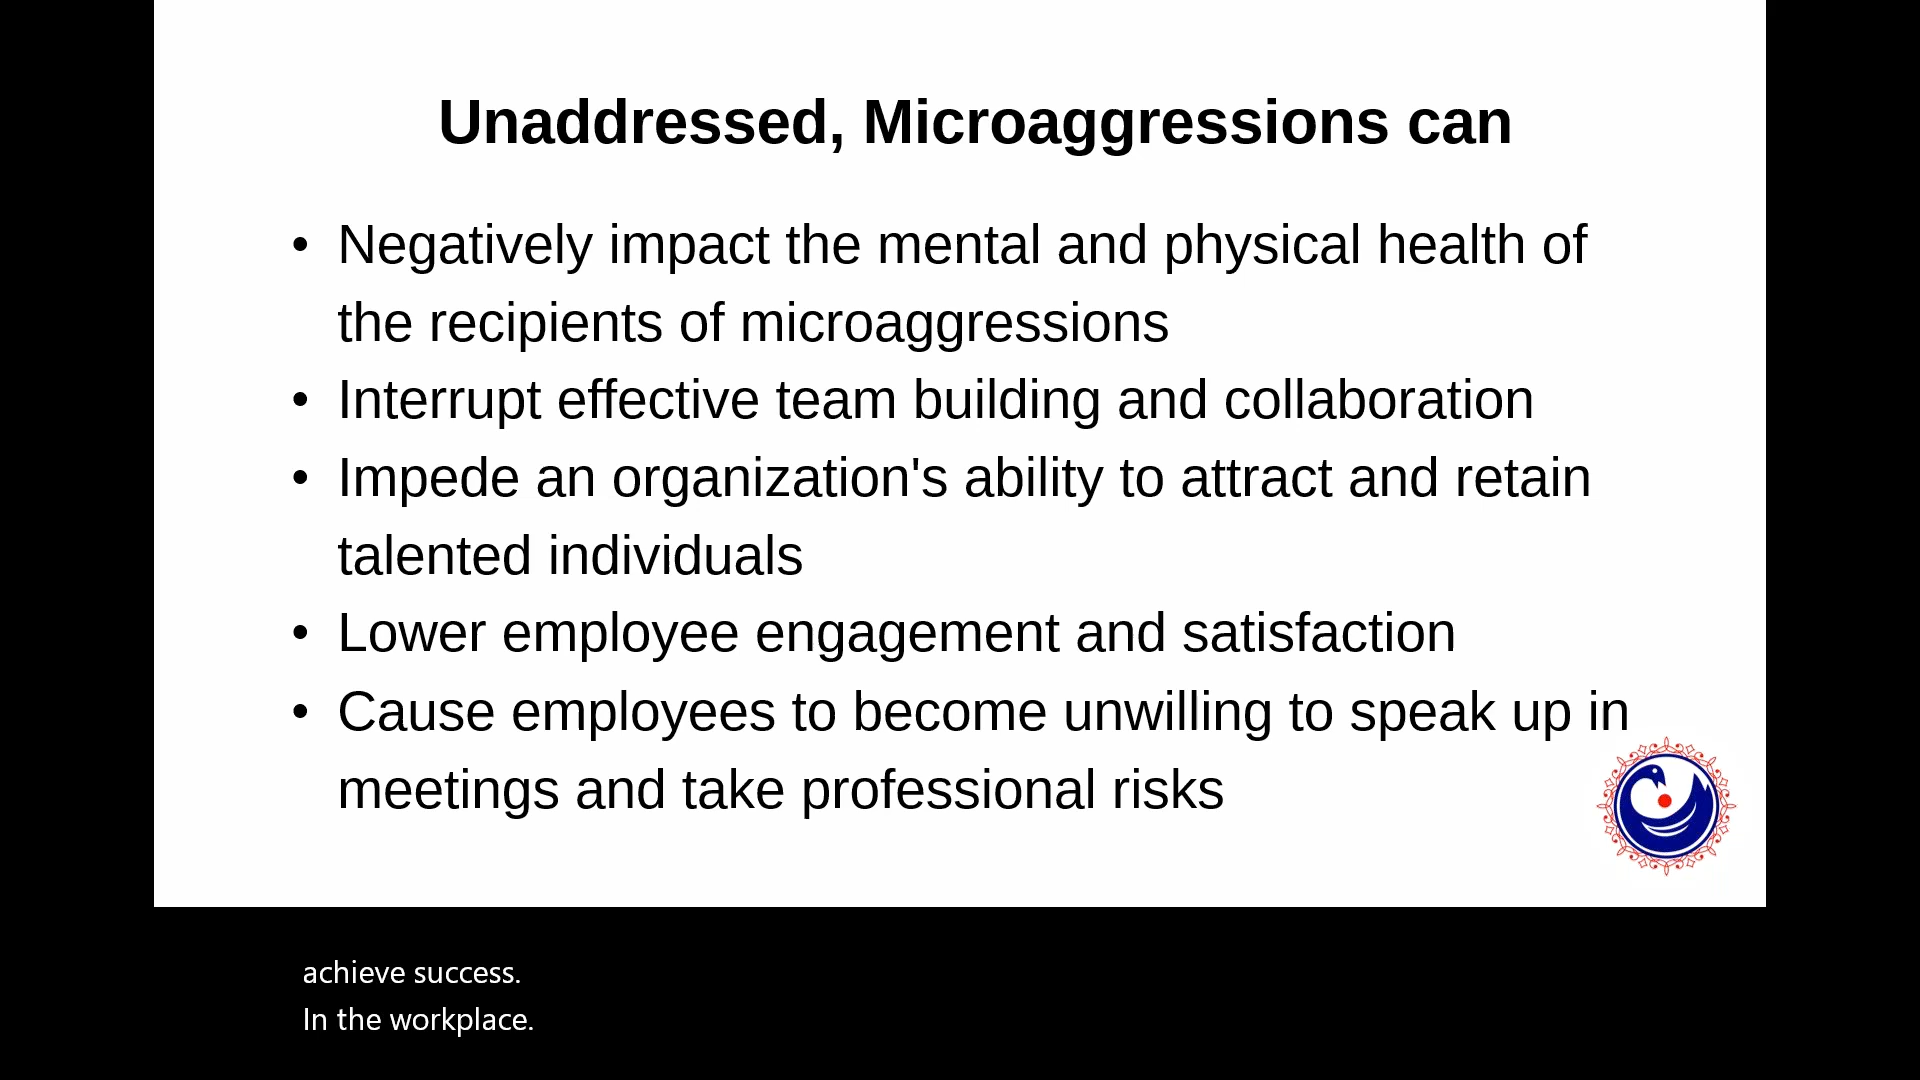 Unaddressed, Microaggressions can
• Negatively impact the mental and physical health of
the recipients of microaggressions
• Interrupt effective team building and collaboration
• Impede an organization's ability to attract and retain
talented individuals
• Lower employee engagement and satisfaction
• Cause employees to become unwilling to speak up in
meetings and take professional risks
achieve success.
In the workplace.